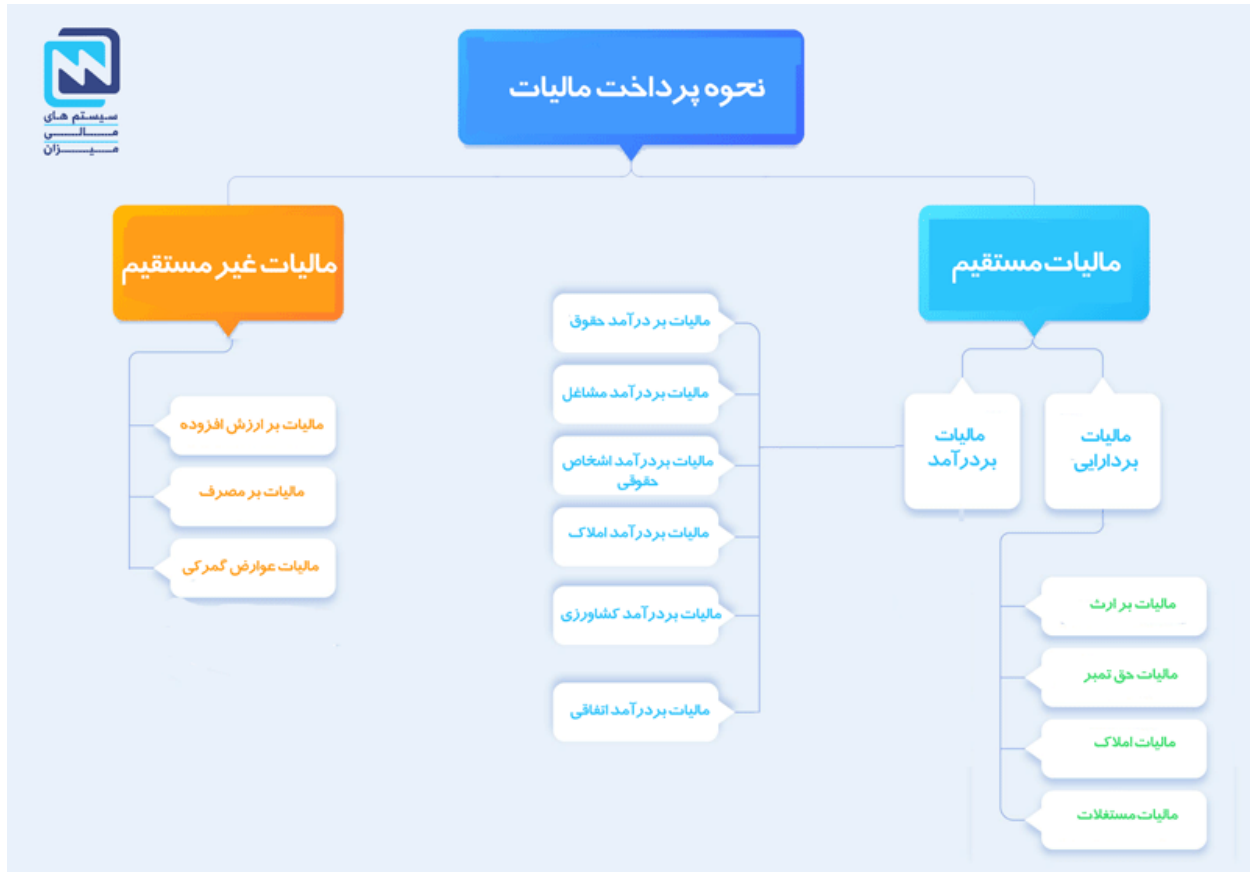 سیستم های
مالی
میزان
نحوه پرداخت مالیات
مالیات مستقیم
مالیات غیر مستقیم
مالیات بردارایی
مالیات
بردرآمد
مالیات بر ارث
مالیات حق تمبر
مالیات املاک
مالیات مستغلات
مالیات بر درآمد حقوق
مالیات بردرآمد مشاغل
مالیات بردرآمد اشخاص
حقوقی
مالیات بردرآمد املاک
مالیات بردرآمد کشاورزی
مالیات بردرآمد اتفاقی
مالیات بر ارزش افزوده
مالیات بر مصرف
مالیات عوارض گمرکی